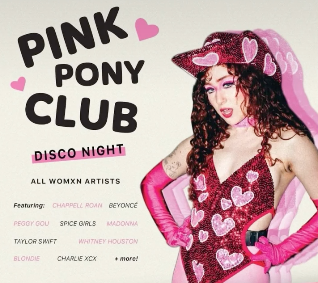 PINK
PONY
CLUB
DISCO NIGHT
ALL WOMXN ARTISTS
Featuring: CHAPPELL ROAN BEYONCÉ
PEGGY GOU SPICE GIRLS MADONNA
TAYLOR SWIFT WHITNEY HOUSTON
BLONDIE CHARLIE XCX + more!